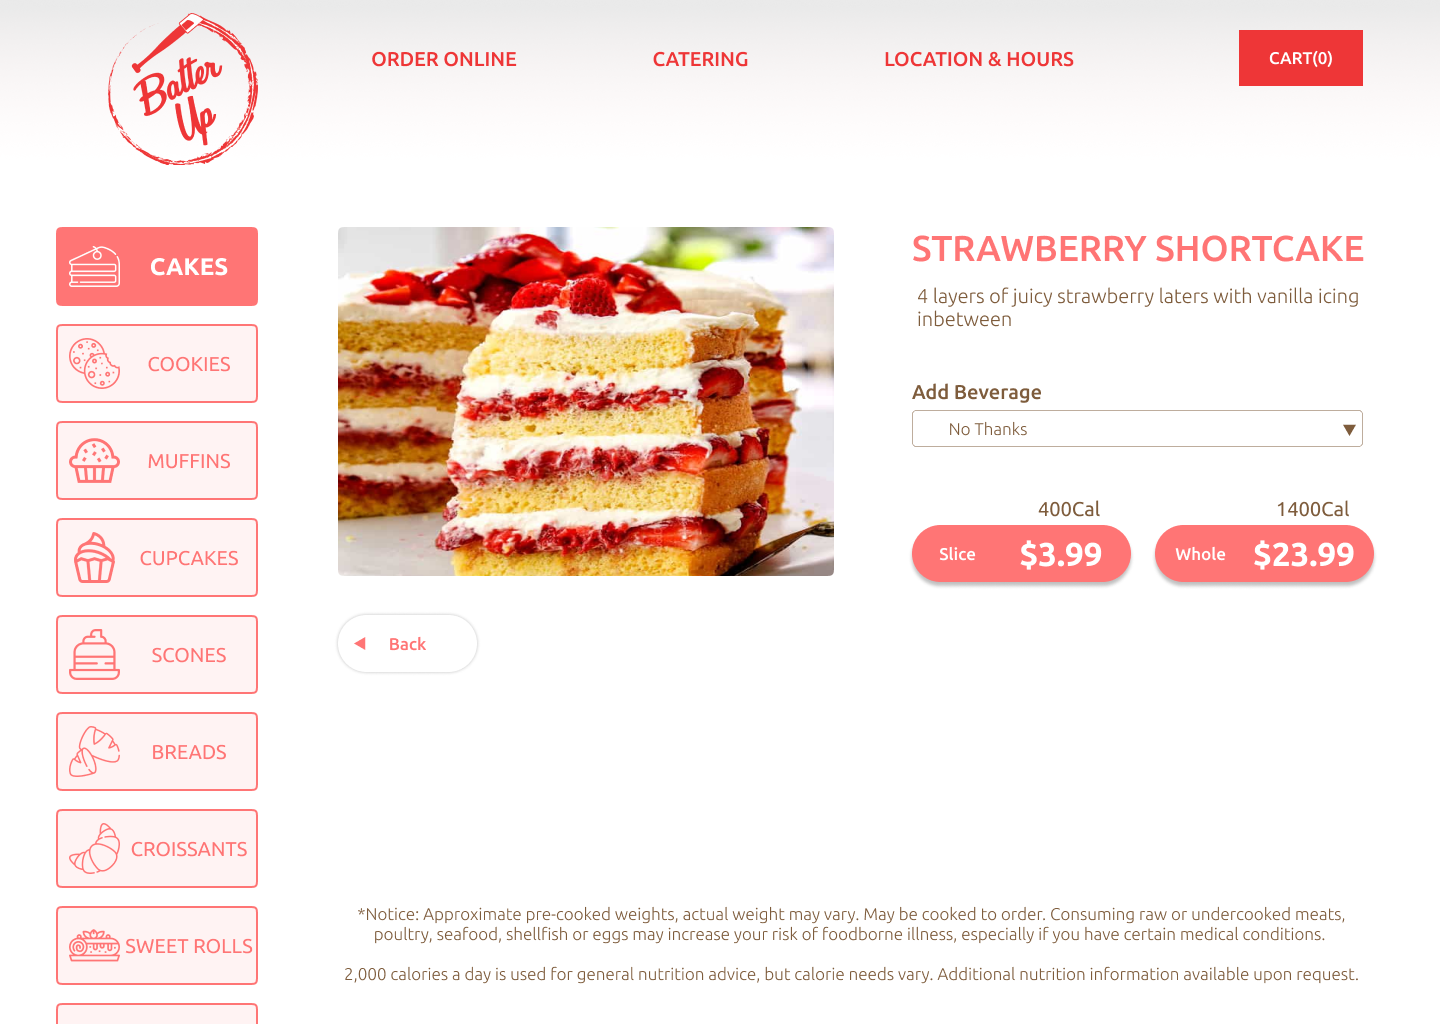 Batter
Up
ORDER ONLINE
CATERING
LOCATION & HOURS
CART(0)
CAKES
COOKIES
MUFFINS
CUPCAKES
SCONES
BREADS
CROISSANTS
SWEET ROLLS
STRAWBERRY SHORTCAKE
4 layers of juicy strawberry laters with vanilla icing
inbetween
Add Beverage
No Thanks
400Cal
1400Cal
Slice $3.99
Whole $23.99
Back
*Notice: Approximate pre-cooked weights, actual weight may vary. May be cooked to order. Consuming raw or undercooked meats,
poultry, seafood, shellfish or eggs may increase your risk of foodborne illness, especially if you have certain medical conditions.
2,000 calories a day is used for general nutrition advice, but calorie needs vary. Additional nutrition information available upon request.